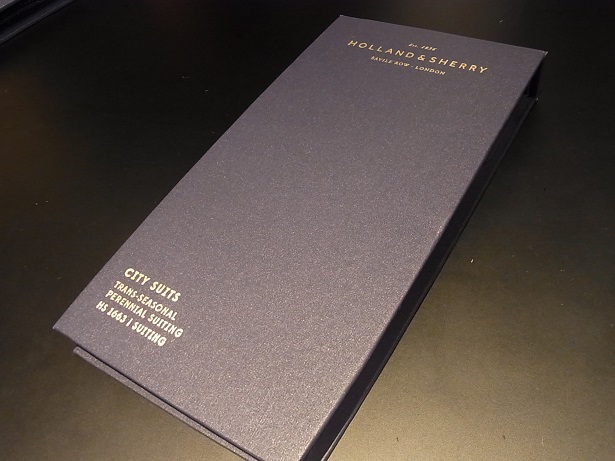 Est. 1836
HOLLAND & SHERRY
SAVILE ROW · LONDON
CITY SUITS
TRANS-SEASONAL
PERENNIAL SUITING
HS 1663 | SUITING